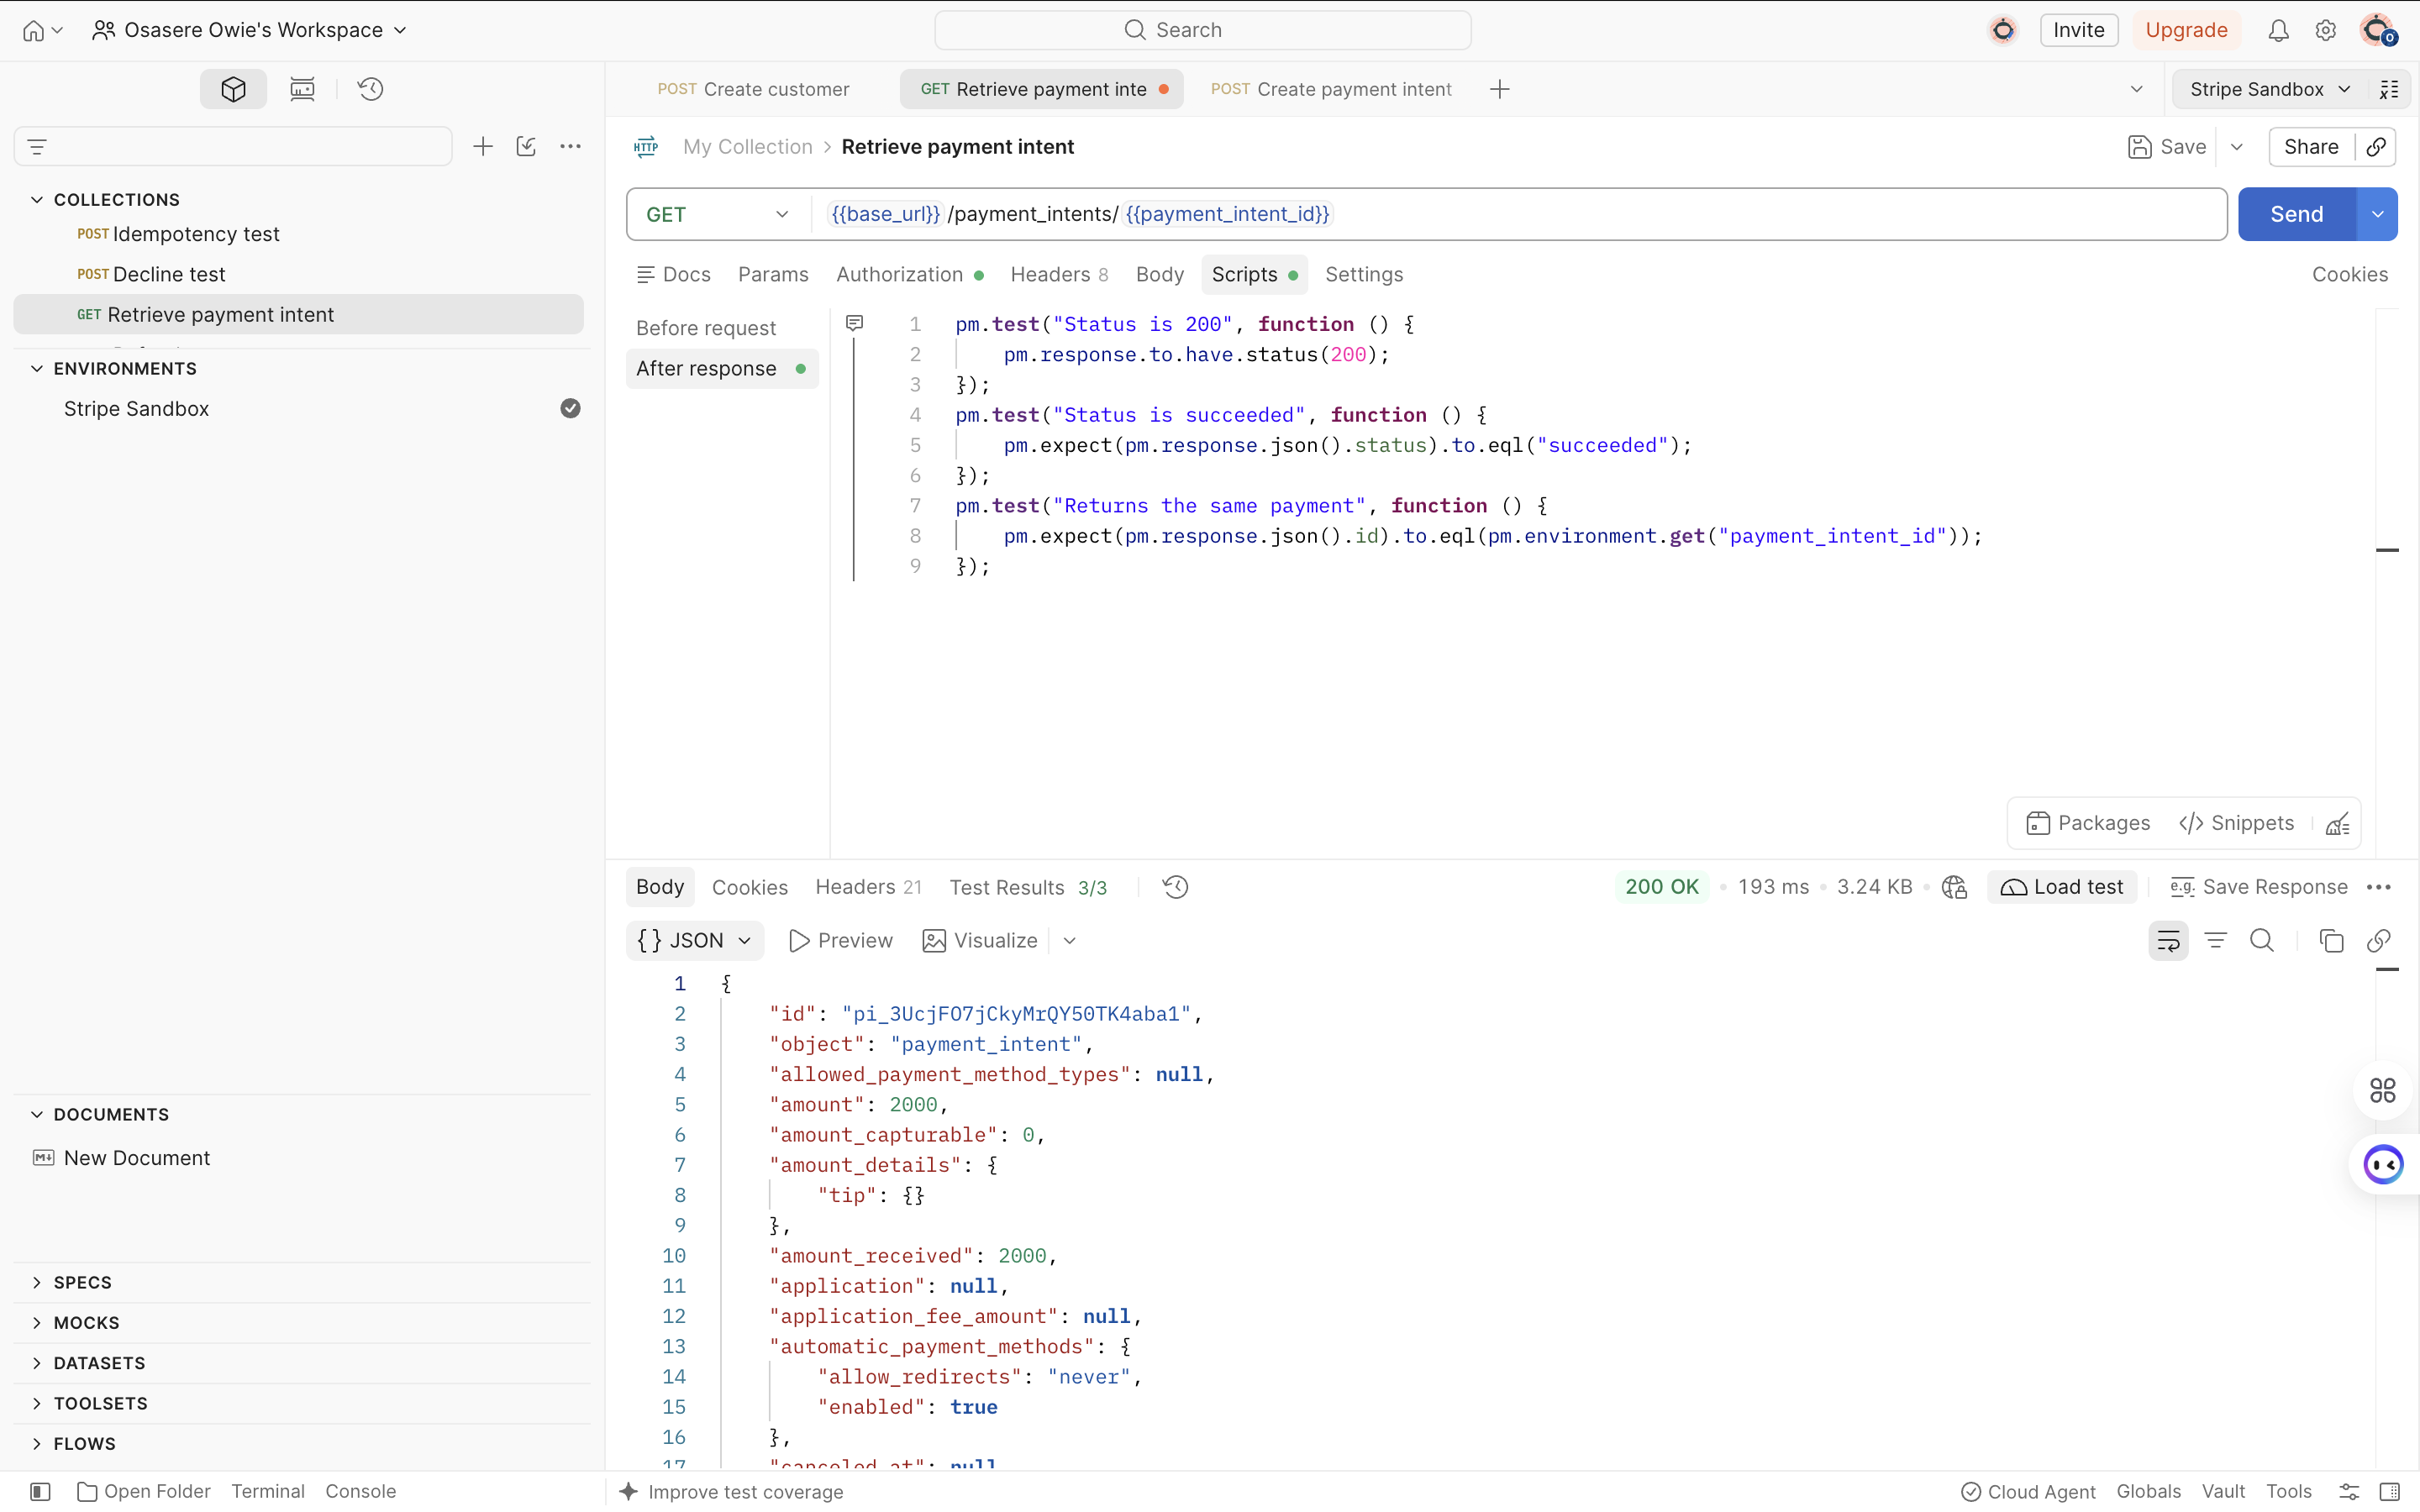 Osasere Owie's Workspace
Search
Invite
Upgrade
O
POST Create customer
GET Retrieve payment inte
POST Create payment intent
Stripe Sandbox
HTTP My Collection > Retrieve payment intent
Save
Share
COLLECTIONS
POST Idempotency test
POST Decline test
GET Retrieve payment intent
ENVIRONMENTS
Stripe Sandbox
DOCUMENTS
New Document
SPECS
MOCKS
DATASETS
TOOLSETS
FLOWS
GET {{base_url}}/payment_intents/{{payment_intent_id}}
Send
Docs Params Authorization Headers 8 Body Scripts Settings
Cookies
Before request
After response
1 pm.test("Status is 200", function () {
2 pm.response.to.have.status(200);
3 });
4 pm.test("Status is succeeded", function () {
5 pm.expect(pm.response.json().status).to.eql("succeeded");
6 });
7 pm.test("Returns the same payment", function () {
8 pm.expect(pm.response.json().id).to.eql(pm.environment.get("payment_intent_id"));
9 });
Packages </> Snippets
Body Cookies Headers 21 Test Results 3/3
200 OK • 193 ms • 3.24 KB • Load test e.g. Save Response
{} JSON Preview Visualize
1 {
2 "id": "pi_3UcjFO7jCkyMrQY50TK4aba1",
3 "object": "payment_intent",
4 "allowed_payment_method_types": null,
5 "amount": 2000,
6 "amount_capturable": 0,
7 "amount_details": {
8 "tip": {}
9 },
10 "amount_received": 2000,
11 "application": null,
12 "application_fee_amount": null,
13 "automatic_payment_methods": {
14 "allow_redirects": "never",
15 "enabled": true
16 },
17 "canceled_at": null
Open Folder Terminal Console
Improve test coverage
Cloud Agent Globals Vault Tools